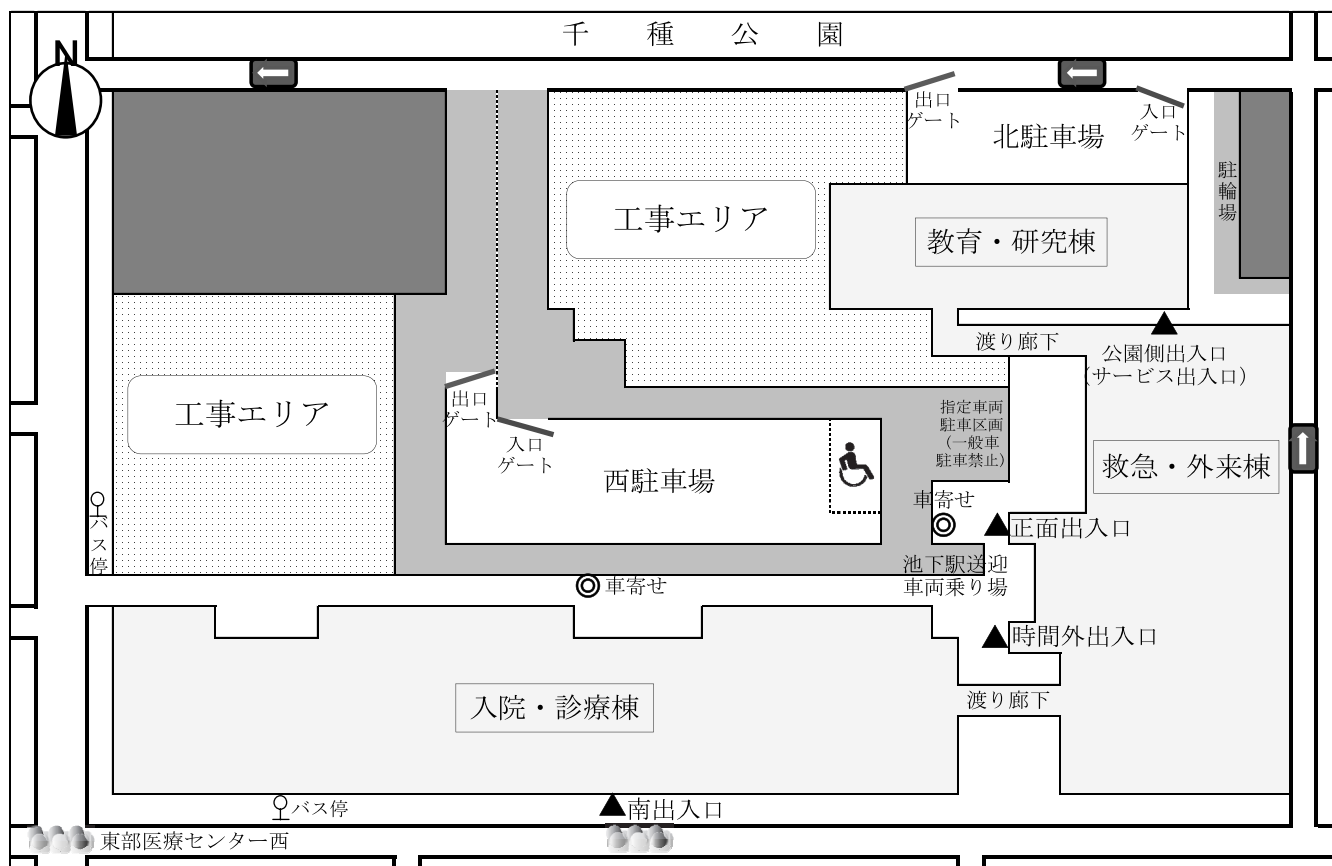 千種公園
N
出口
ゲート
入口
ゲート
北駐車場
駐輪場
工事エリア
教育・研究棟
渡り廊下
公園側出入口
(サービス出入口)
工事エリア
出口
ゲート
入口
ゲート
指定車両
駐車区画
(一般車
駐車禁止)
西駐車場
救急・外来棟
車寄せ
正面出入口
バス停
池下駅送迎
車両乗り場
車寄せ
時間外出入口
入院・診療棟
渡り廊下
バス停
南出入口
東部医療センター西